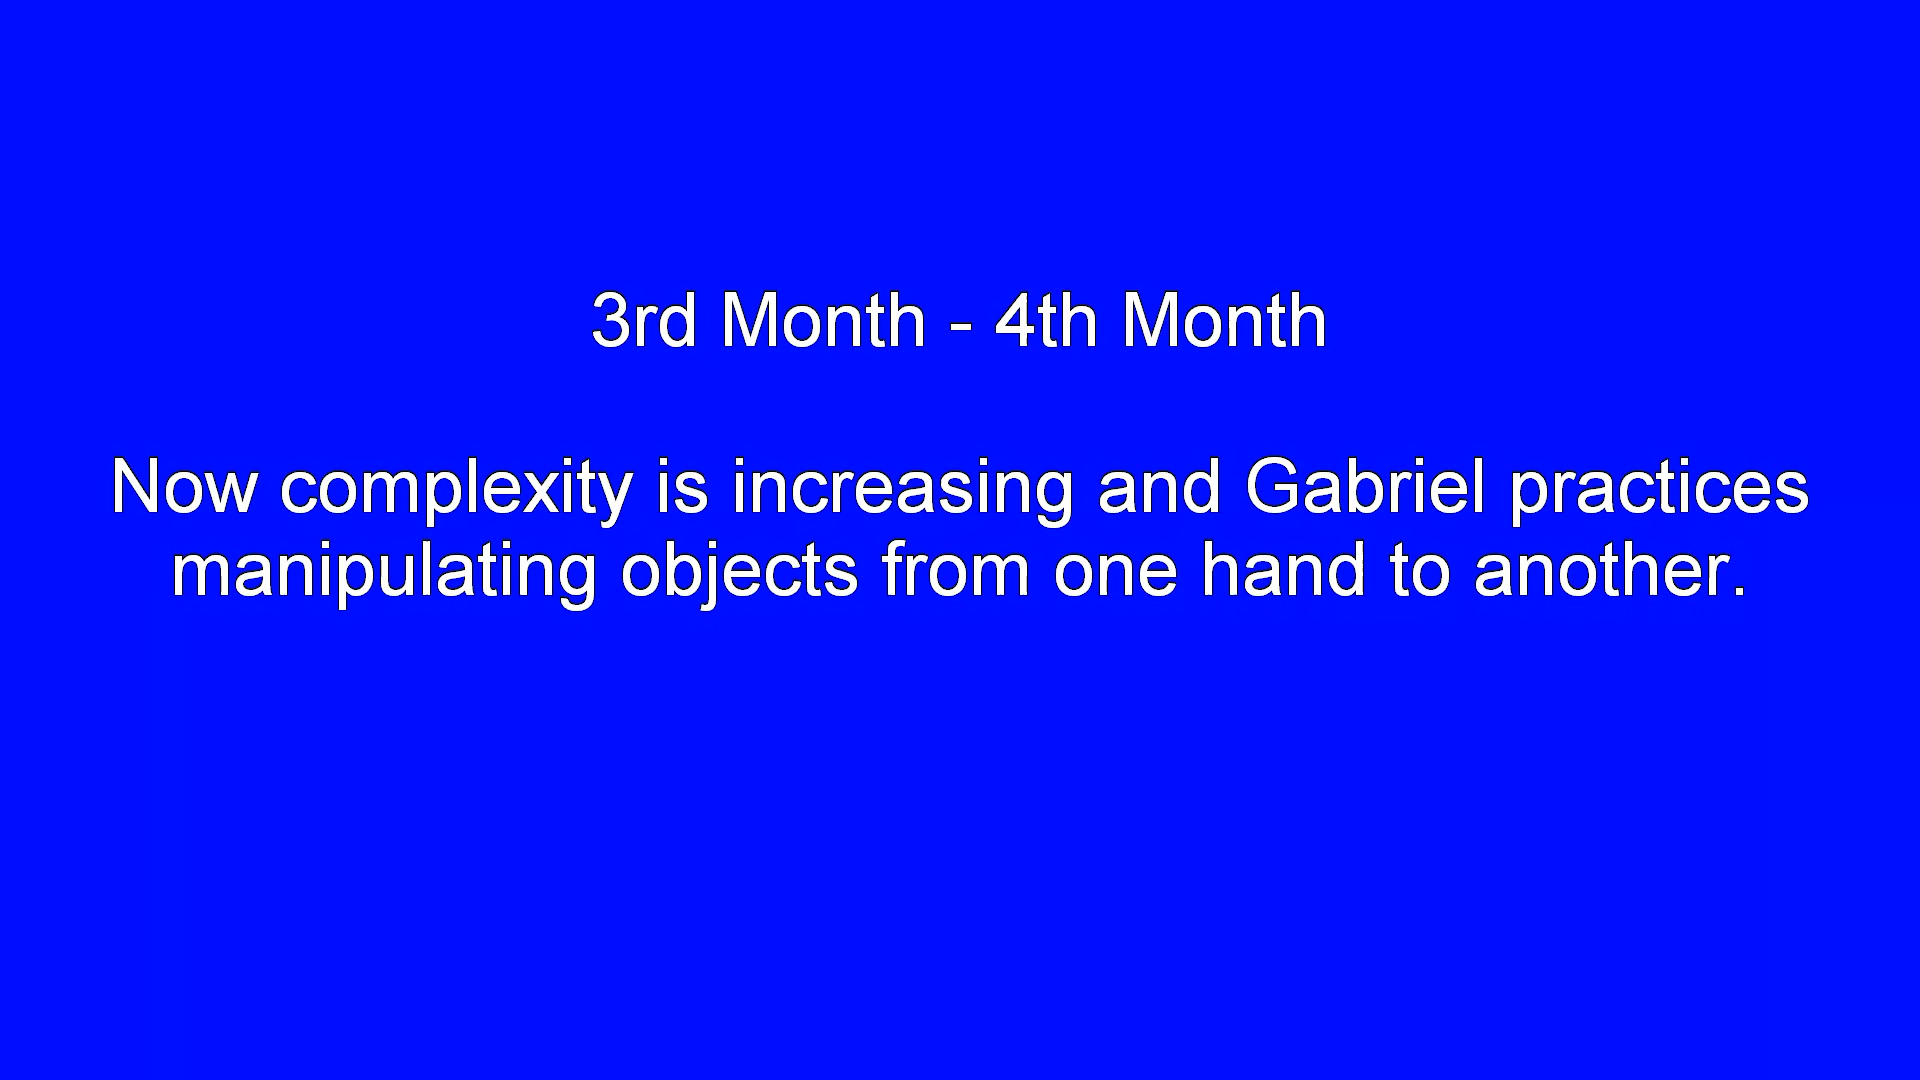 3rd Month - 4th Month
Now complexity is increasing and Gabriel practices
manipulating objects from one hand to another.